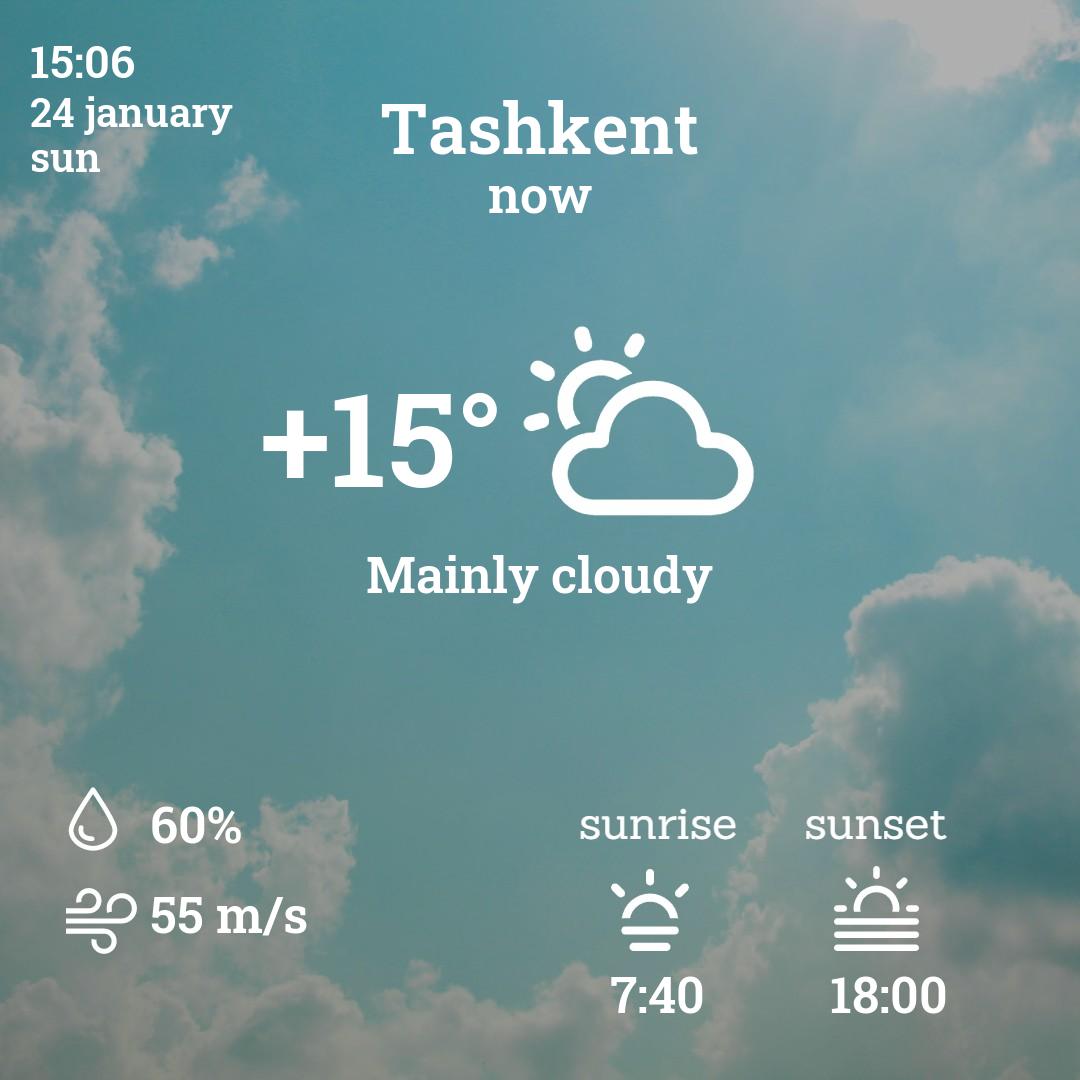 15:06
24 january
sun
Tashkent
now
+15°
Mainly cloudy
60%
55 m/s
sunrise
sunset
7:40
18:00